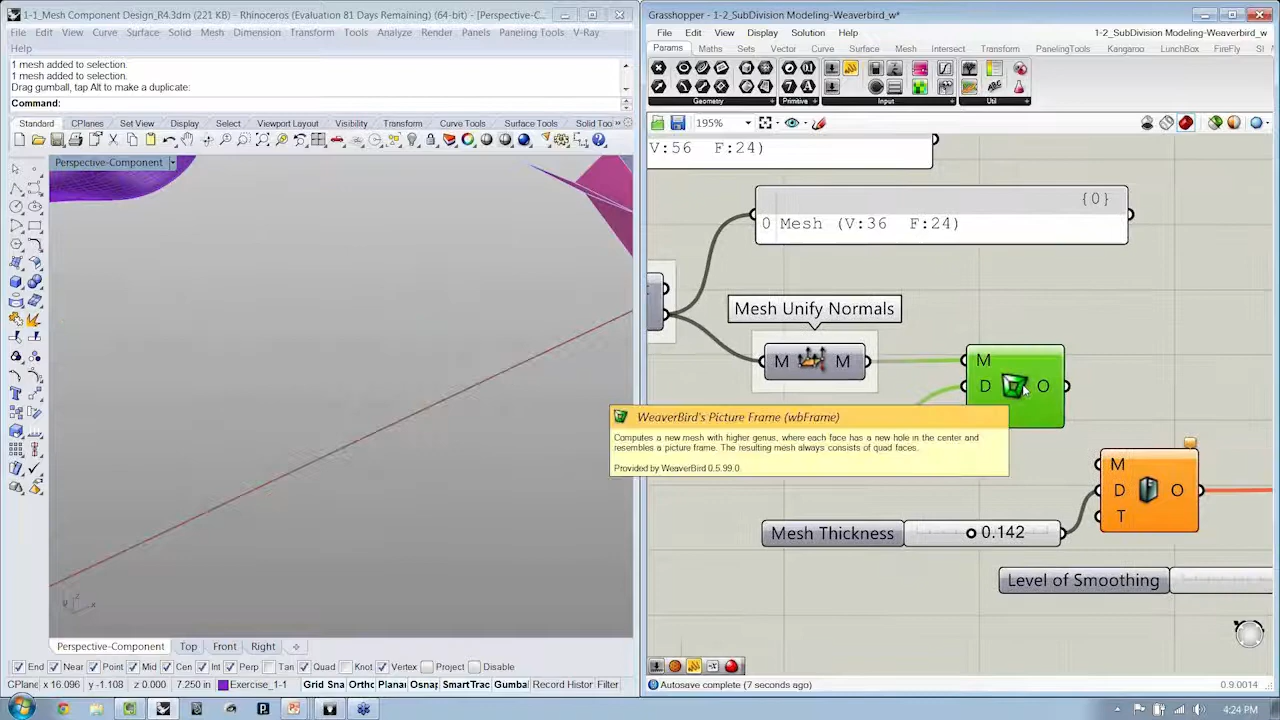 1-1_Mesh Component Design_R4.3dm (221 KB) - Rhinoceros (Evaluation 81 Days Remaining) (64-bit) - [Perspective-C...
File Edit View Curve Surface Solid Mesh Dimension Transform Tools Analyze Render Panels Paneling Tools V-Ray
Help
1 mesh added to selection.
1 mesh added to selection.
Drag gumball, tap Alt to make a duplicate:
Command:
Standard CPlanes Set View Display Select Viewport Layout Visibility Transform Curve Tools Surface Tools Solid Too
Perspective-Component
Perspective-Component Top Front Right
End Near Point Mid Cen Int Perp Tan Quad Knot Vertex Project Disable
CPlane x 16.096 y -1.108 z 0.000 7.250 in Exercise_1-1 Grid Sna Ortho Planar Osnap SmartTrac Gumba Record Histor Filter
Grasshopper - 1-2_SubDivision Modeling-Weaverbird_w*
File Edit View Display Solution Help 1-2_SubDivision Modeling-Weaverbird_w
Params Maths Sets Vector Curve Surface Mesh Intersect Transform PanelingTools Kangaroo LunchBox FireFly
Geometry Primitive Input Util
195%
V:56 F:24)
{0}
0 Mesh (V:36 F:24)
Mesh Unify Normals
M M
M
D O
WeaverBird's Picture Frame (wbFrame)
Computes a new mesh with higher genus, where each face has a new hole in the center and
resembles a picture frame. The resulting mesh always consists of quad faces.
Provided by WeaverBird 0.5.99.0
M
D O
T
Mesh Thickness 0.142
Level of Smoothing
Autosave complete (7 seconds ago) 0.9.0014
4:24 PM